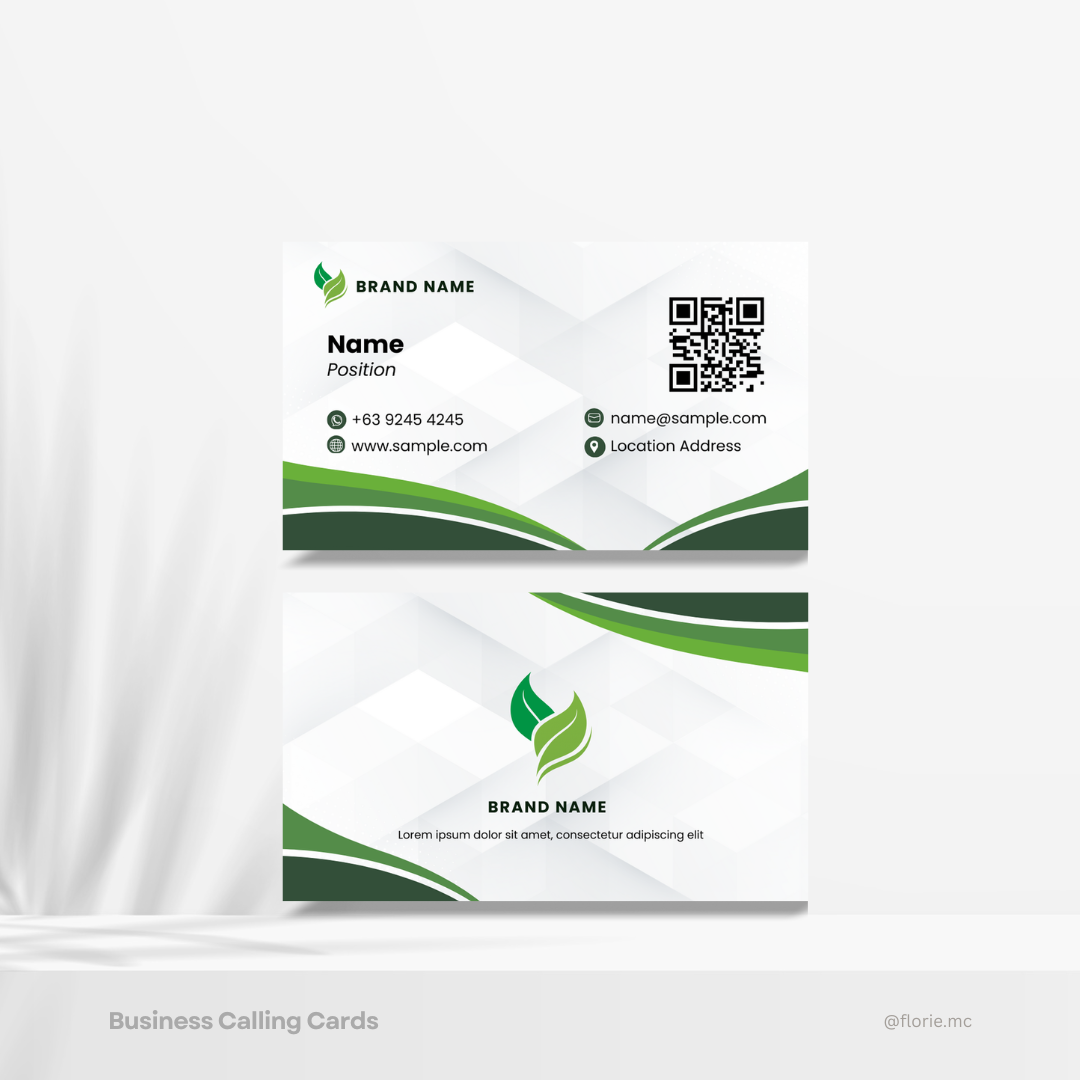 BRAND NAME
Name
Position
+63 9245 4245
www.sample.com
name@sample.com
Location Address
BRAND NAME
Lorem ipsum dolor sit amet, consectetur adipiscing elit
Business Calling Cards
@florie.mc